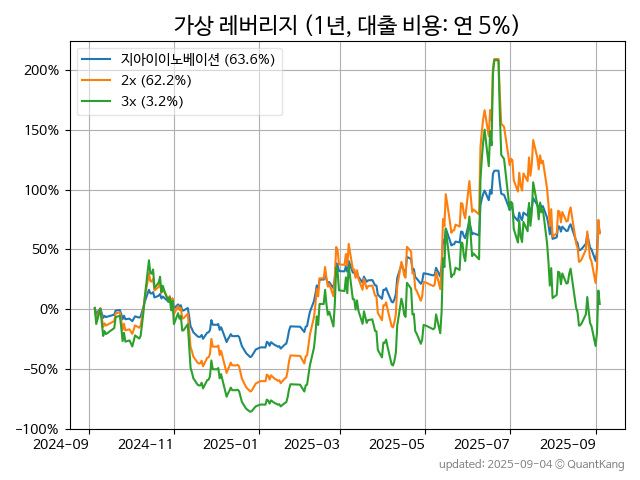 가상 레버리지 (1년, 대출 비용: 연 5%)
지아이이노베이션 (63.6%)
2x (62.2%)
3x (3.2%)
200%
150%
100%
50%
0%
−50%
−100%
2024-09
2024-11
2025-01
2025-03
2025-05
2025-07
2025-09
updated: 2025-09-04 © QuantKang